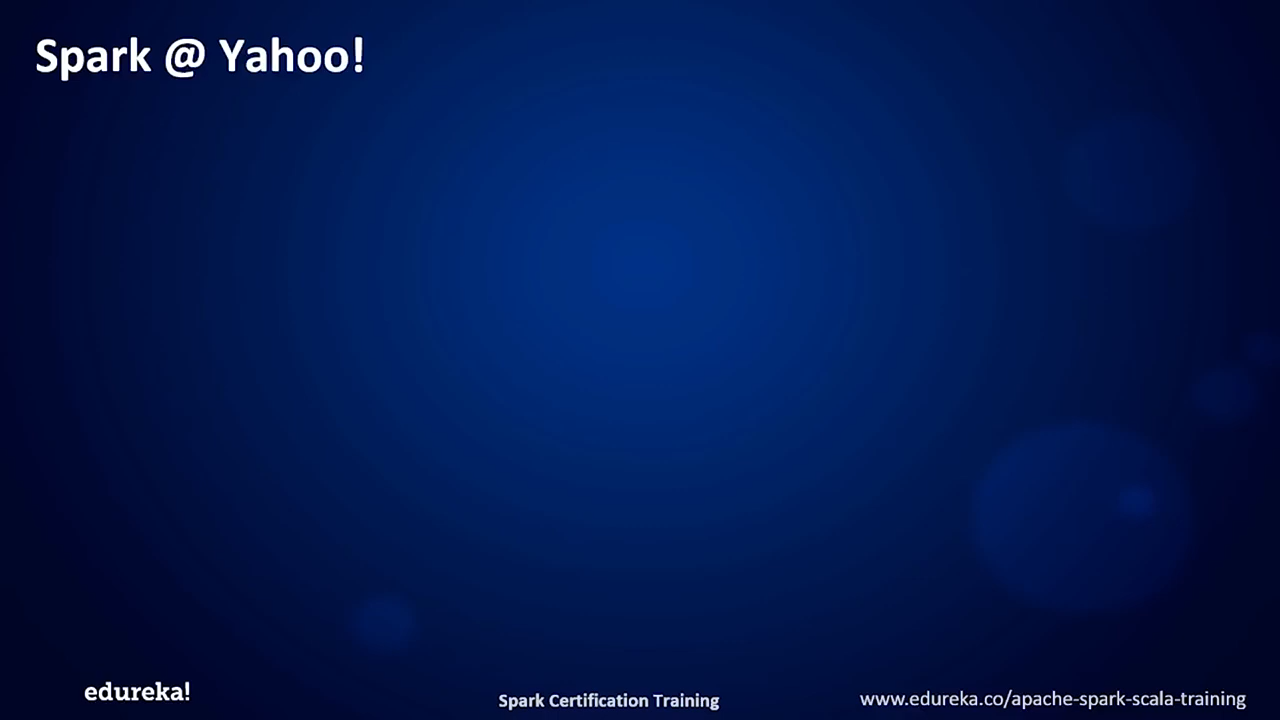 Spark @ Yahoo!
edureka!
Spark Certification Training
www.edureka.co/apache-spark-scala-training